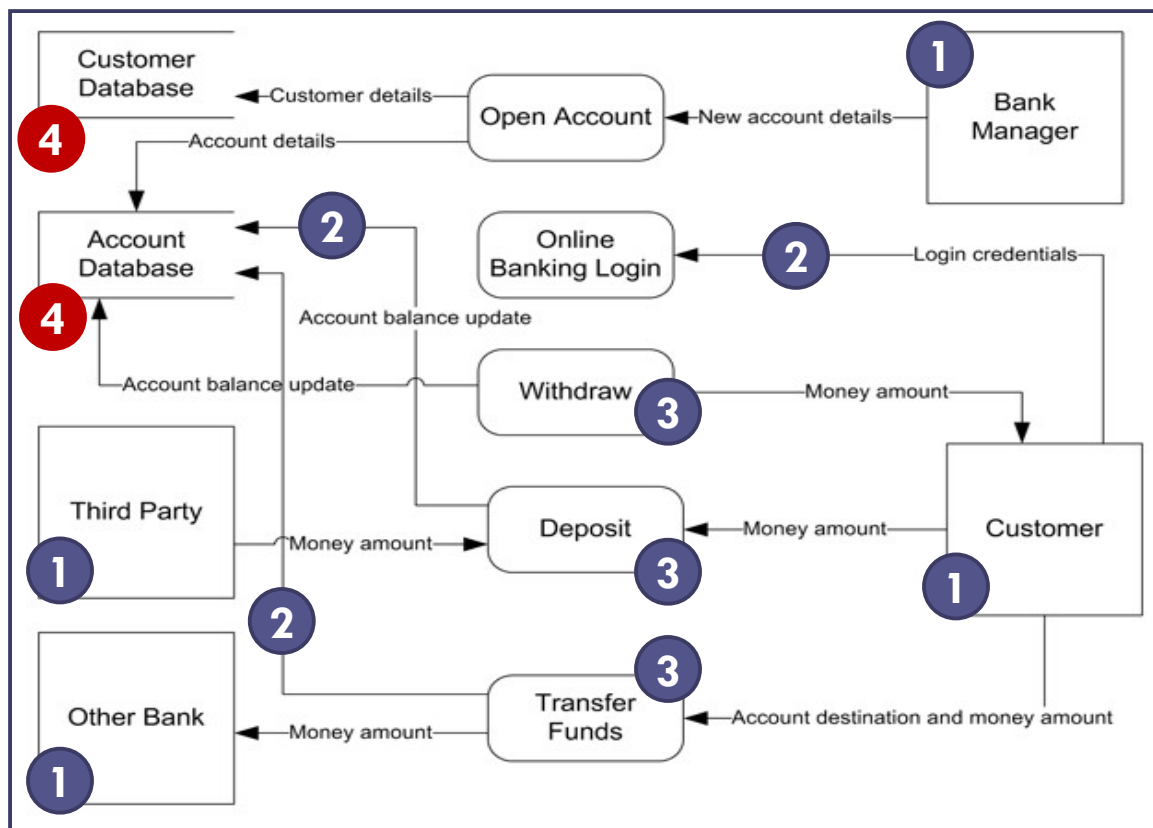 Customer
Database
4
Customer details
Open Account
New account details
1
Bank
Manager
Account details
Account
Database
4
2
Online
Banking Login
2
Login credentials
Account balance update
Account balance update
Withdraw
3
Money amount
Third Party
1
Money amount
Deposit
3
Money amount
Customer
1
2
Other Bank
1
Money amount
Transfer
Funds
3
Account destination and money amount